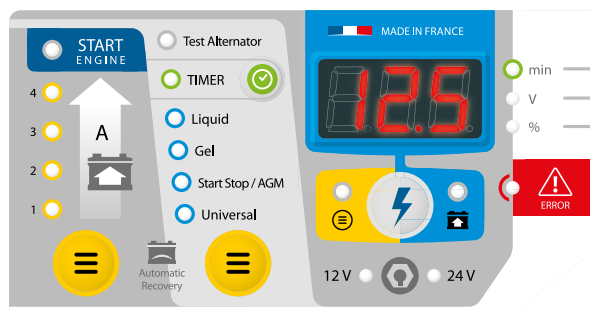 START
ENGINE
4
3
2
1
A
Test Alternator
TIMER
Liquid
Gel
Start Stop / AGM
Universal
Automatic
Recovery
MADE IN FRANCE
12.5
min
V
%
ERROR
12 V
24 V